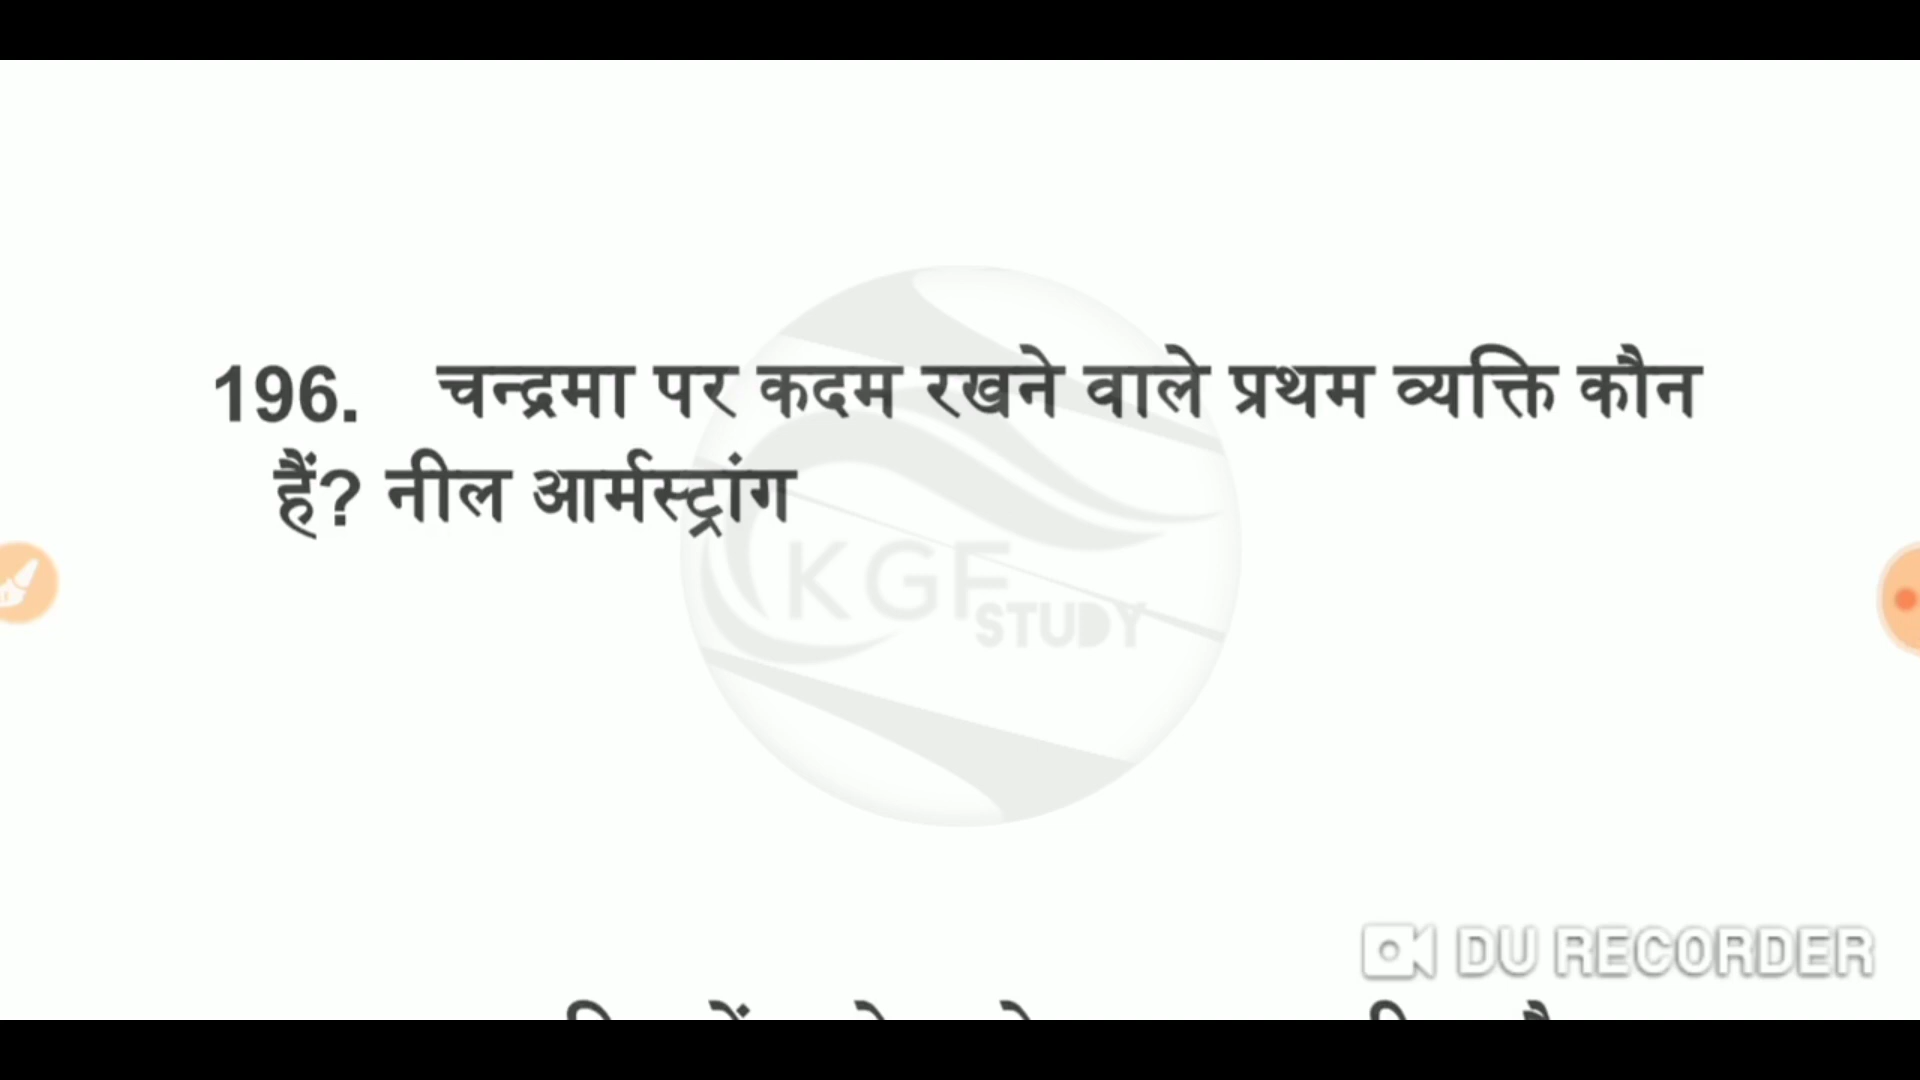 196. चन्द्रमा पर कदम रखने वाले प्रथम व्यक्ति कौन
हैं? नील आर्मस्ट्रांग
KGF
STUDY
DU RECORDER